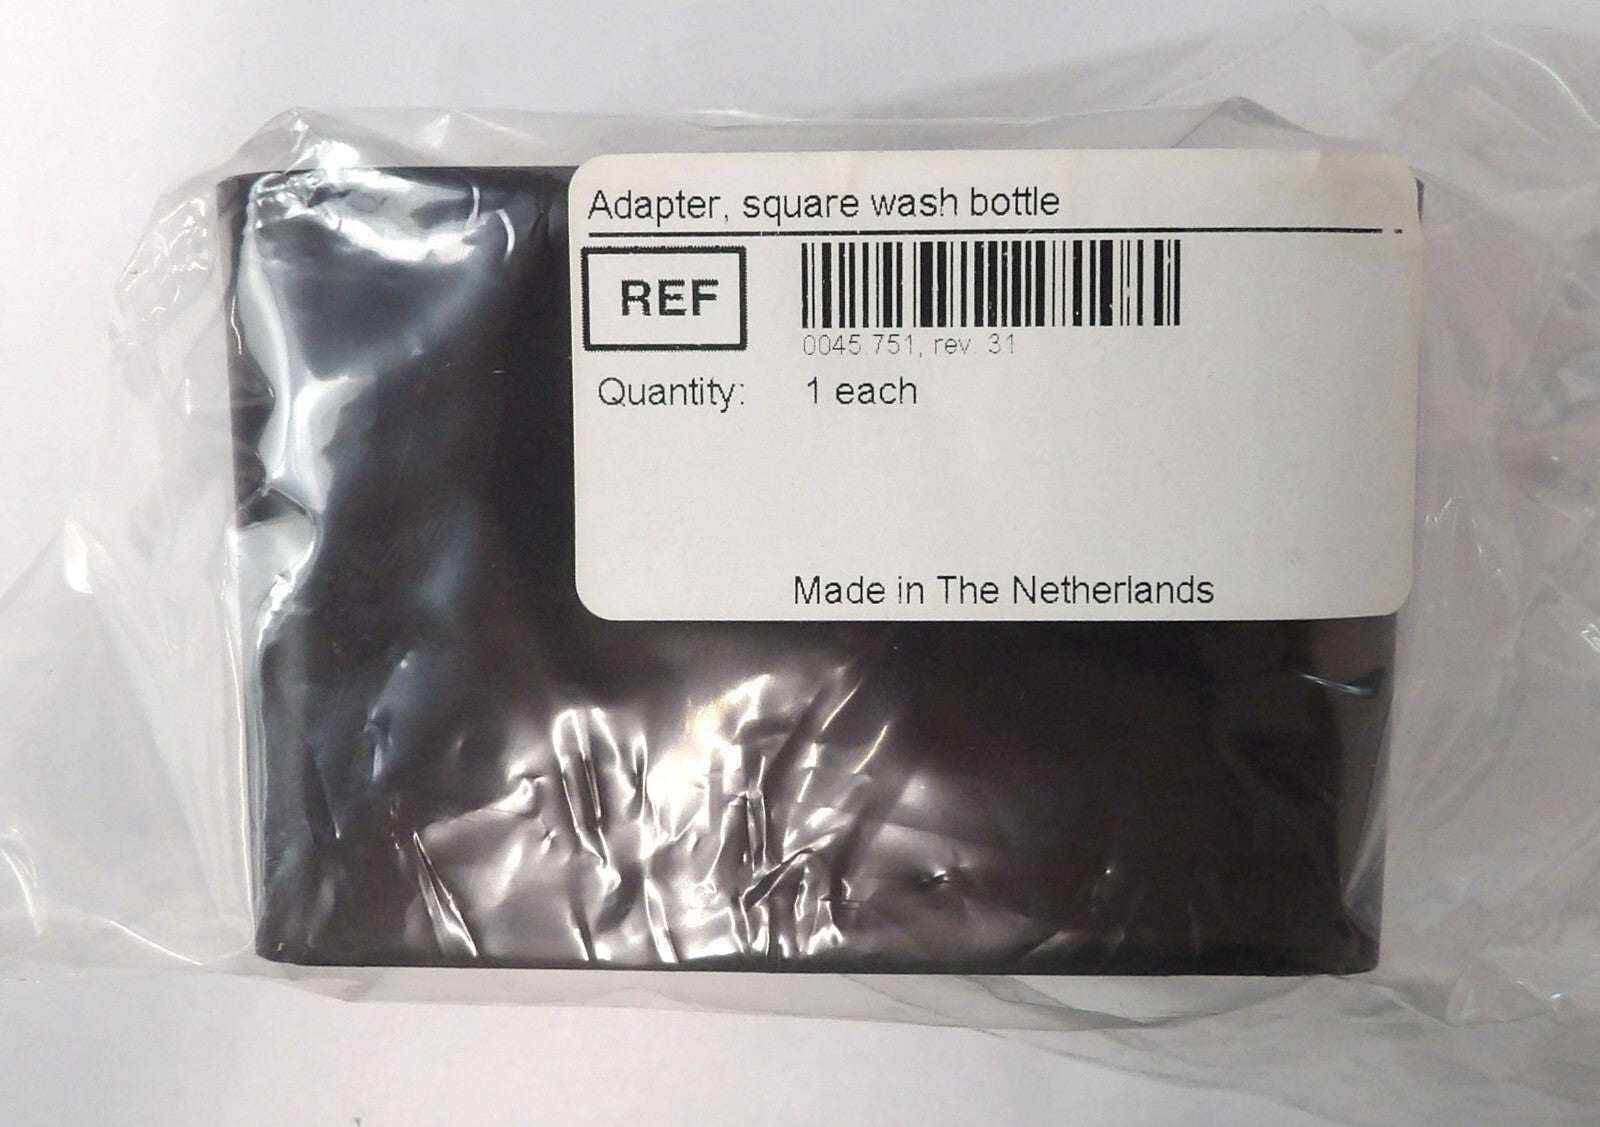 Adapter, square wash bottle
REF
0045.751, rev. 31
Quantity: 1 each
Made in The Netherlands